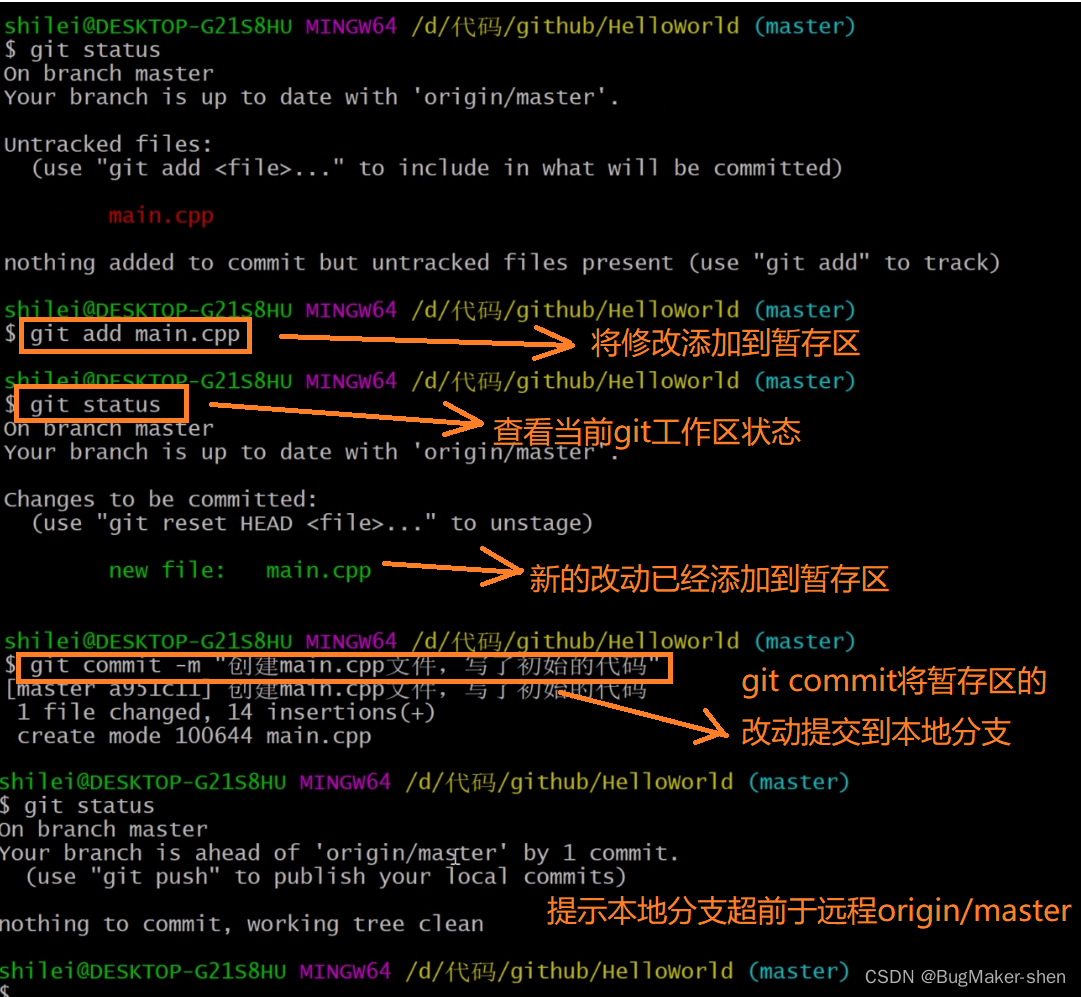 shilei@DESKTOP-G21S8HU MINGW64 /d/代码/github/HelloWorld (master)
$ git status
On branch master
Your branch is up to date with 'origin/master'.
Untracked files:
(use "git add <file>..." to include in what will be committed)
main.cpp
nothing added to commit but untracked files present (use "git add" to track)
shilei@DESKTOP-G21S8HU MINGW64 /d/代码/github/HelloWorld (master)
$ git add main.cpp
将修改添加到暂存区
shilei@DESKTOP-G21S8HU MINGW64 /d/代码/github/HelloWorld (master)
$ git status
查看当前git工作区状态
On branch master
Your branch is up to date with 'origin/master'.
Changes to be committed:
(use "git reset HEAD <file>..." to unstage)
new file: main.cpp
新的改动已经添加到暂存区
shilei@DESKTOP-G21S8HU MINGW64 /d/代码/github/HelloWorld (master)
$ git commit -m "创建main.cpp文件，写了初始的代码"
[master a951c11] 创建main.cpp文件，写了初始的代码
git commit将暂存区的
改动提交到本地分支
1 file changed, 14 insertions(+)
create mode 100644 main.cpp
shilei@DESKTOP-G21S8HU MINGW64 /d/代码/github/HelloWorld (master)
$ git status
On branch master
Your branch is ahead of 'origin/master' by 1 commit.
(use "git push" to publish your local commits)
提示本地分支超前于远程origin/master
nothing to commit, working tree clean
shilei@DESKTOP-G21S8HU MINGW64 /d/代码/github/HelloWorld (master)
$
CSDN @BugMaker-shen